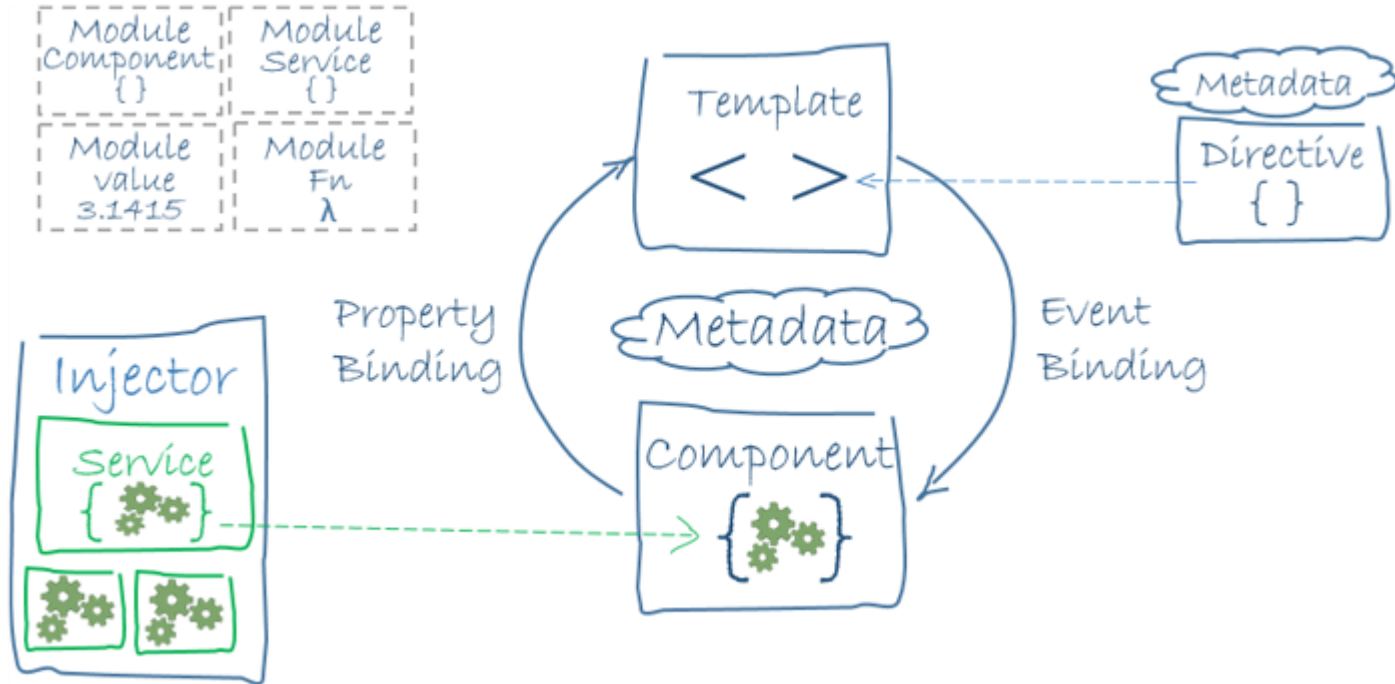 Module
Component
{ }
Module
Service
{ }
Module
value
3.1415
Module
Fn
λ
Template
< >
Metadata
Directive
{ }
Property
Binding
Metadata
Event
Binding
Injector
Service
{ }
Component
{ }